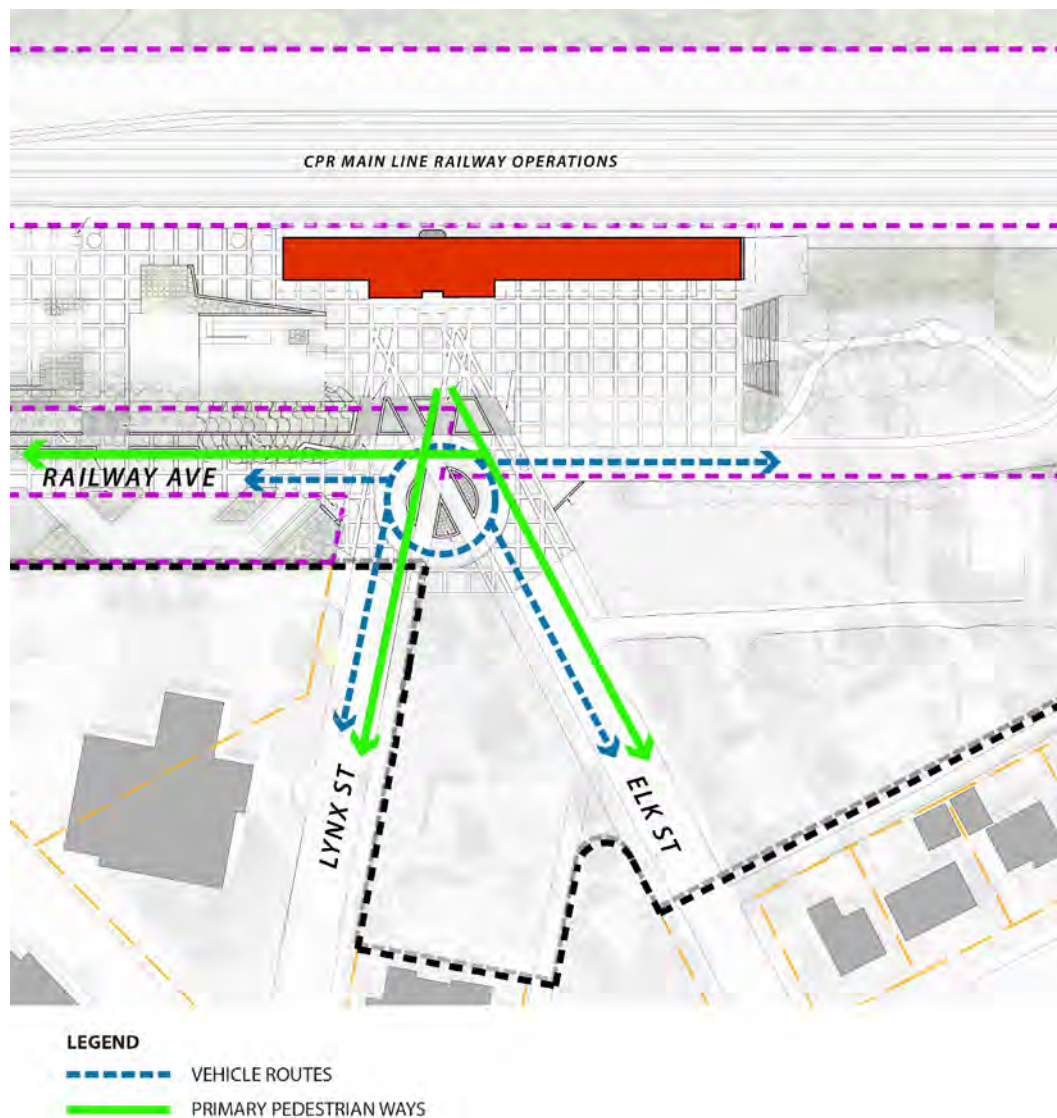 CPR MAIN LINE RAILWAY OPERATIONS
RAILWAY AVE
LYNX ST
ELK ST
LEGEND
VEHICLE ROUTES
PRIMARY PEDESTRIAN WAYS